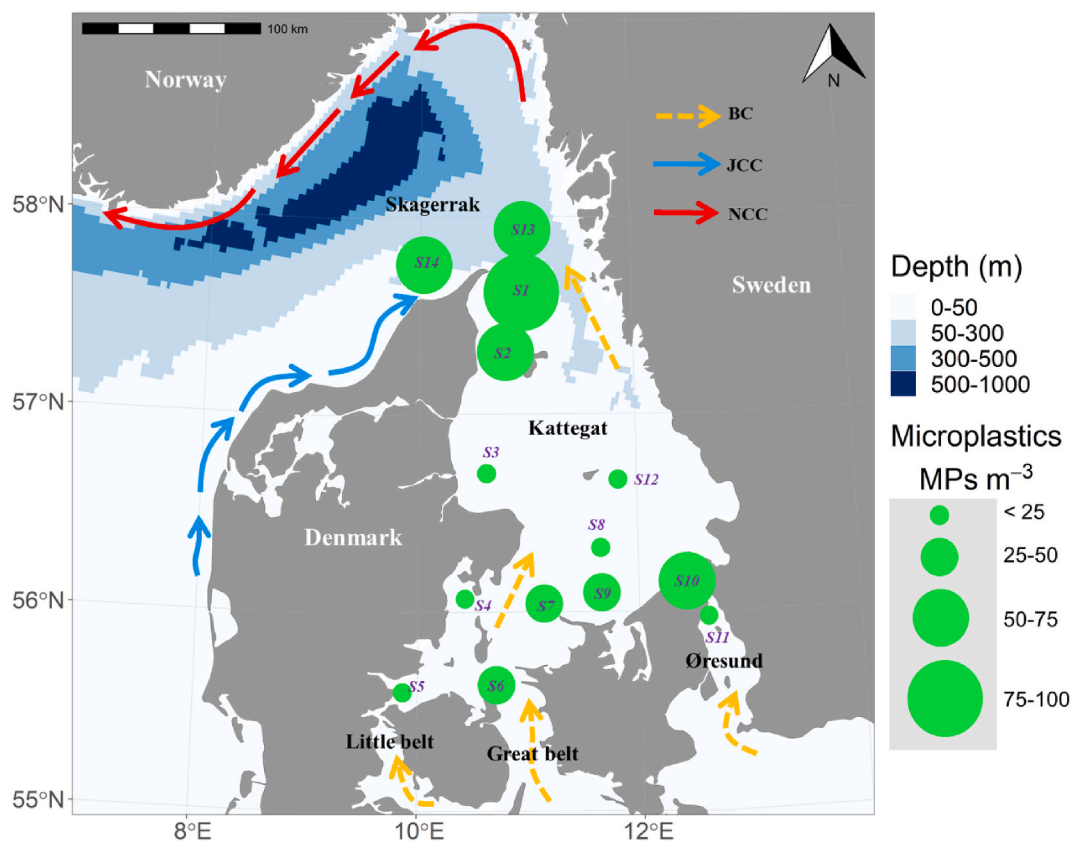 100 km
Norway
N
BC
JCC
NCC
58°N
Skagerrak
S13
S14
S1
Sweden
S2
57°N
Kattegat
S3
S12
Denmark
S8
56°N
S4
S7
S9
S10
S11
Øresund
S5
S6
Little belt
Great belt
55°N
8°E
10°E
12°E
Depth (m)
0-50
50-300
300-500
500-1000
Microplastics
MPs m⁻³
< 25
25-50
50-75
75-100